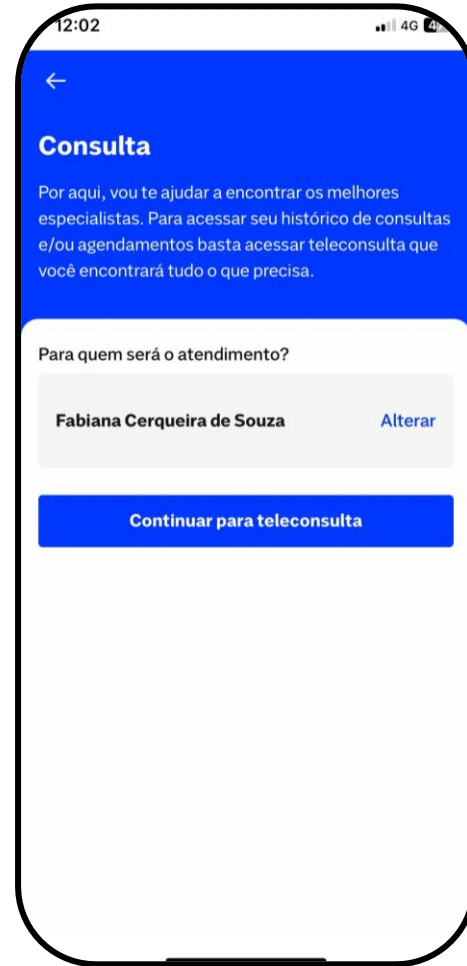 12:02
4G
Consulta
Por aqui, vou te ajudar a encontrar os melhores
especialistas. Para acessar seu histórico de consultas
e/ou agendamentos basta acessar teleconsulta que
você encontrará tudo o que precisa.
Para quem será o atendimento?
Fabiana Cerqueira de Souza Alterar
Continuar para teleconsulta